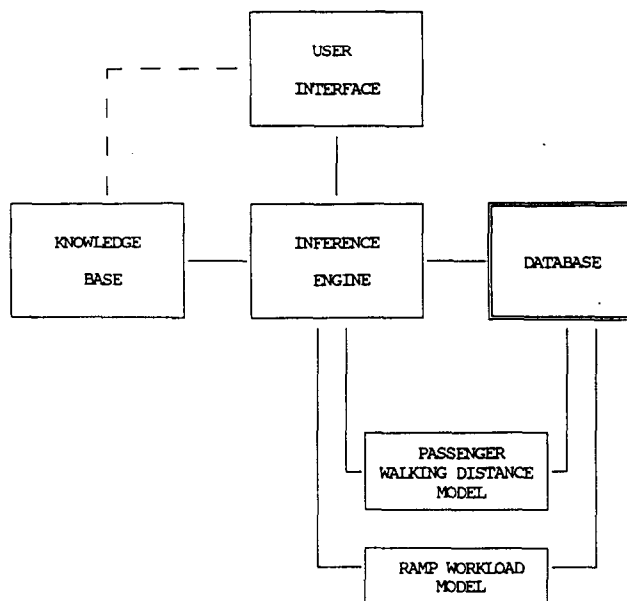 USER
INTERFACE
KNOWLEDGE
BASE
INFERENCE
ENGINE
DATABASE
PASSENGER
WALKING DISTANCE
MODEL
RAMP WORKLOAD
MODEL